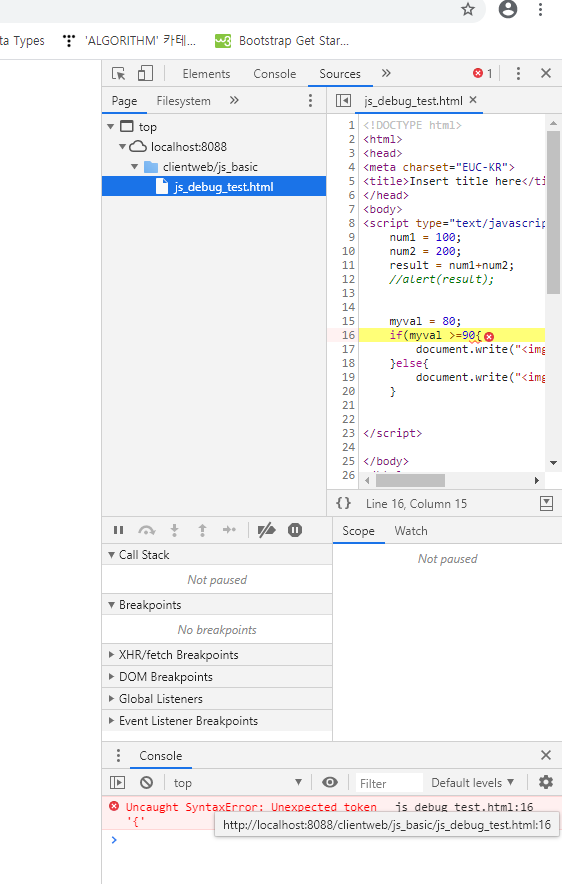 ta Types 'ALGORITHM' 카테... Bootstrap Get Star...
Elements Console Sources 1
Page Filesystem
js_debug_test.html
top
localhost:8088
clientweb/js_basic
js_debug_test.html
1 <!DOCTYPE html>
2 <html>
3 <head>
4 <meta charset="EUC-KR">
5 <title>Insert title here</ti
6 </head>
7 <body>
8 <script type="text/javascrip
9 num1 = 100;
10 num2 = 200;
11 result = num1+num2;
12 //alert(result);
13
14
15 myval = 80;
16 if(myval >=90{
17 document.write("<img
18 }else{
19 document.write("<img
20 }
21
22
23 </script>
24
25 </body>
26
{} Line 16, Column 15
Call Stack
Not paused
Breakpoints
No breakpoints
XHR/fetch Breakpoints
DOM Breakpoints
Global Listeners
Event Listener Breakpoints
Scope Watch
Not paused
Console
top Filter Default levels
Uncaught SyntaxError: Unexpected token js_debug_test.html:16
'{'
http://localhost:8088/clientweb/js_basic/js_debug_test.html:16